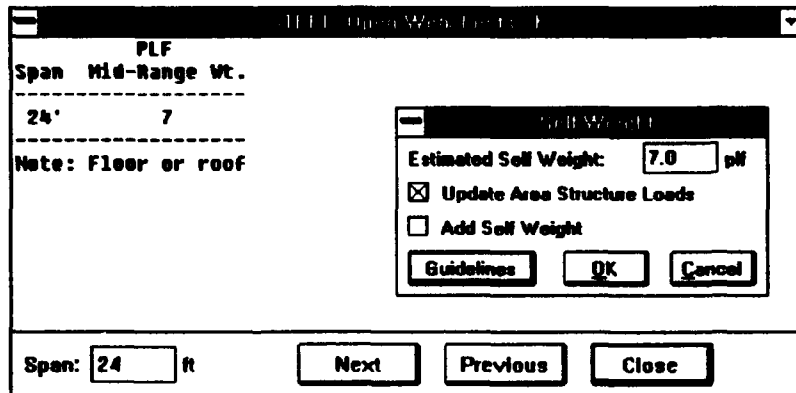 PLF
Span Mid-Range Wt.
24' 7
Note: Floor or roof
Self Weight
Estimated Self Weight: 7.0 plf
Update Area Structure Loads
Add Self Weight
Guidelines OK Cancel
Span: 24 ft Next Previous Close